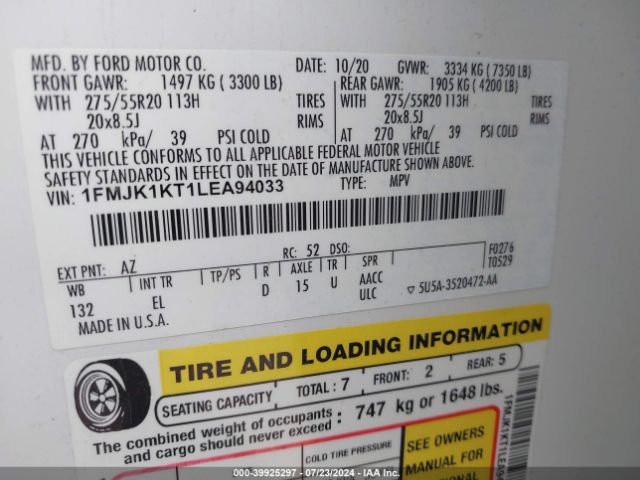 MFD. BY FORD MOTOR CO.
DATE: 10/20 GVWR: 3334 KG ( 7350 LB)
FRONT GAWR: 1497 KG ( 3300 LB)
REAR GAWR: 1905 KG ( 4200 LB)
WITH 275/55R20 113H TIRES
WITH 275/55R20 113H TIRES
20x8.5J RIMS
20x8.5J RIMS
AT 270 kPa/ 39 PSI COLD
AT 270 kPa/ 39 PSI COLD
THIS VEHICLE CONFORMS TO ALL APPLICABLE FEDERAL MOTOR VEHICLE
SAFETY STANDARDS IN EFFECT ON THE DATE OF MANUFACTURE SHOWN ABOVE.
VIN: 1FMJK1KT1LEA94033 TYPE: MPV
EXT PNT: AZ RC: 52 DSO: F0276
WB INT TR TP/PS R AXLE TR SPR T0529
132 EL D 15 U AACC
ULC ▽ 5U5A-3520472-AA
MADE IN U.S.A.
TIRE AND LOADING INFORMATION
SEATING CAPACITY TOTAL : 7 FRONT: 2 REAR: 5
The combined weight of occupants and cargo should never exceed : 747 kg or 1648 lbs.
COLD TIRE PRESSURE
SEE OWNERS
MANUAL FOR
000-39925297 - 07/23/2024 - IAA Inc.